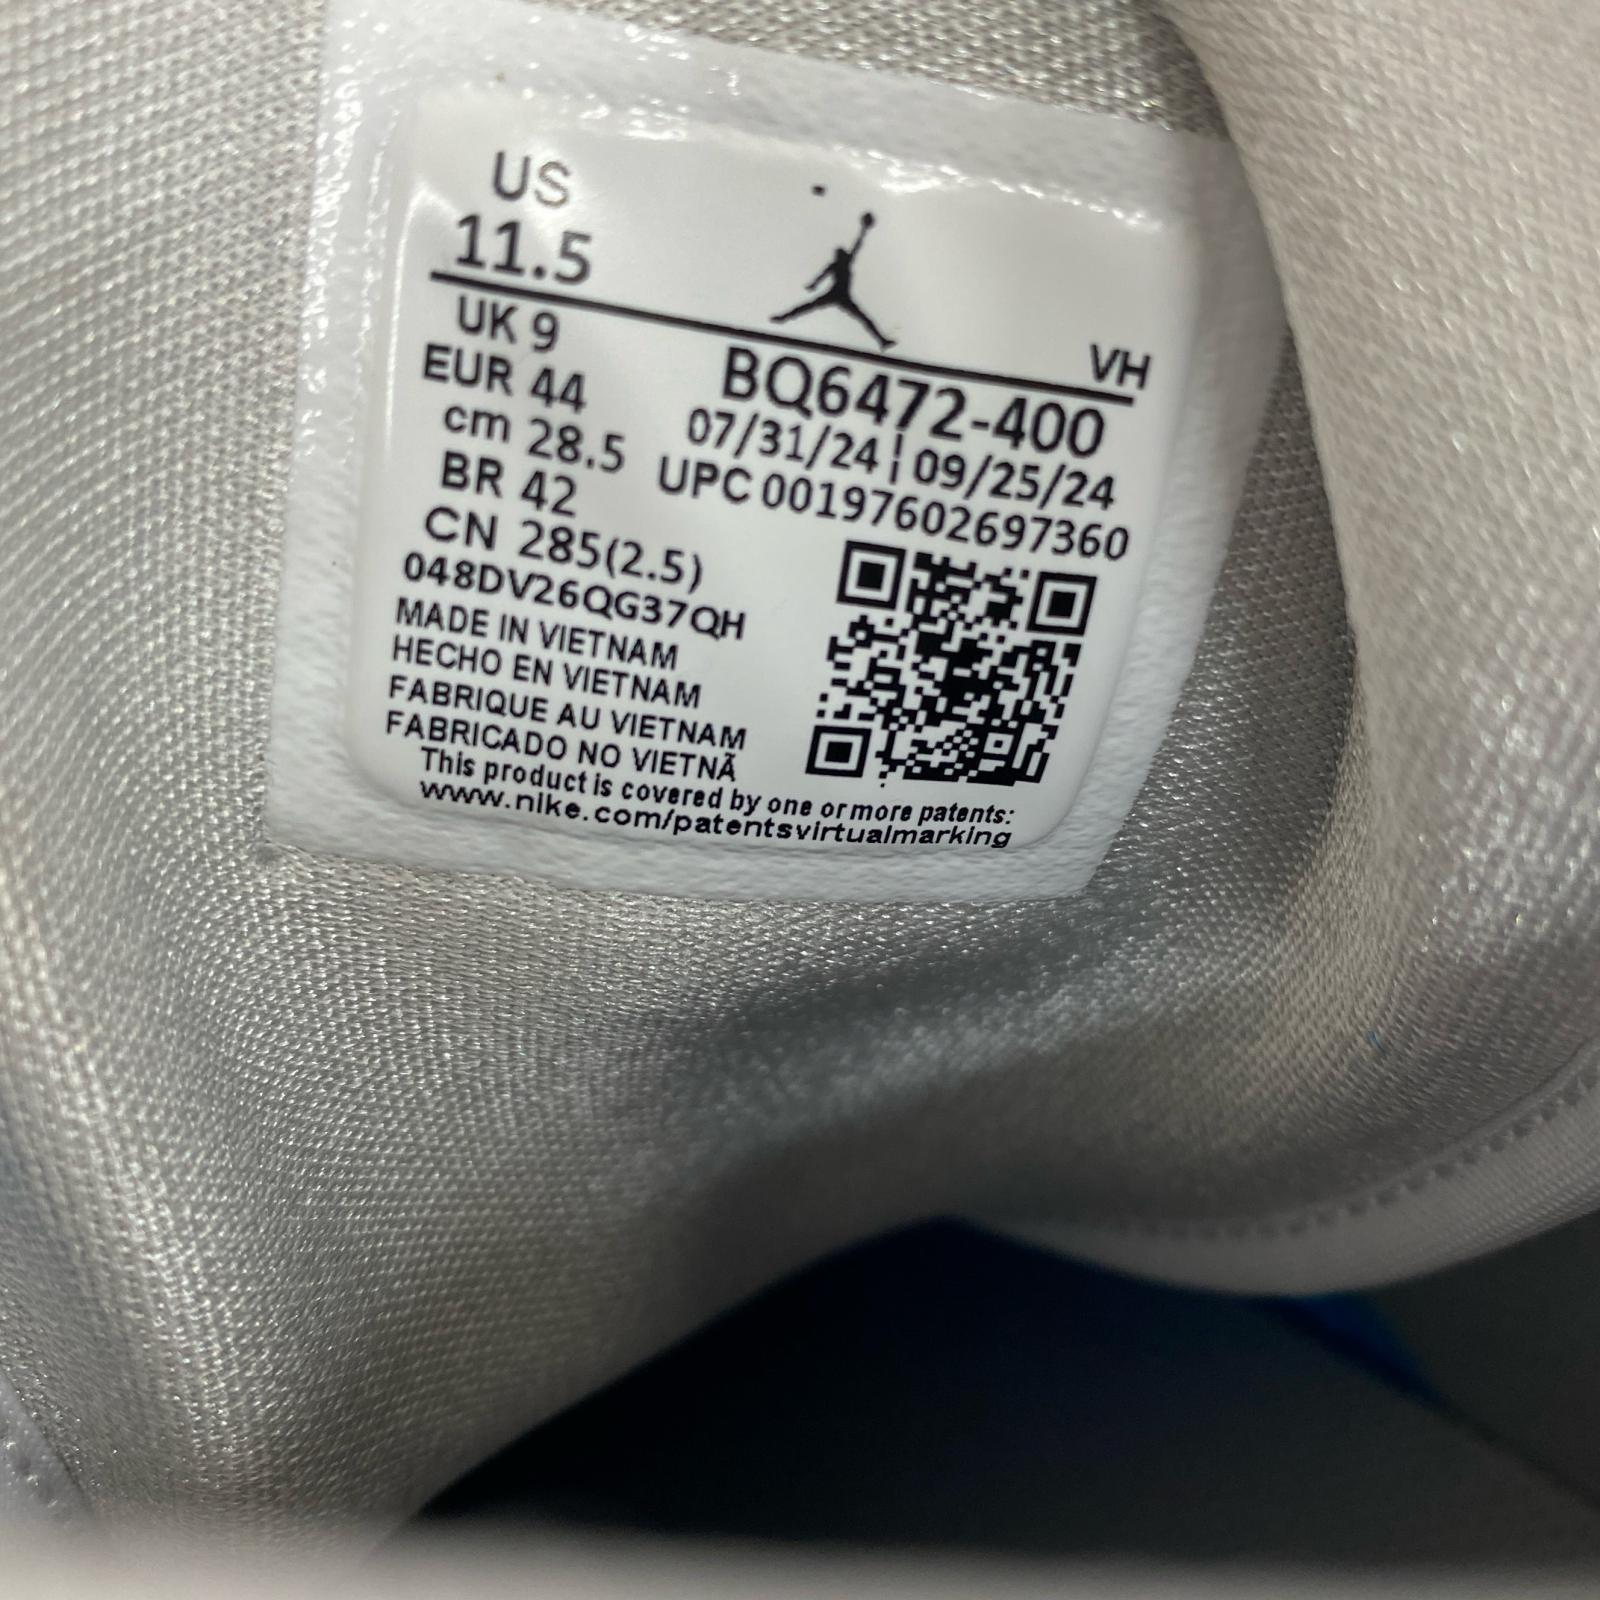 US
11.5
VH
UK 9
EUR 44
cm 28.5
BR 42
CN 285(2.5)
BQ6472-400
07/31/24 ¦ 09/25/24
UPC 00197602697360
048DV26QG37QH
MADE IN VIETNAM
HECHO EN VIETNAM
FABRIQUE AU VIETNAM
FABRICADO NO VIETNÃ
This product is covered by one or more patents:
www.nike.com/patentsvirtualmarking